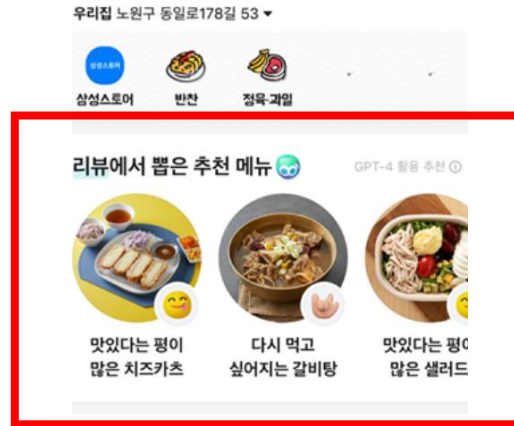 우리집 노원구 동일로178길 53 ▾
삼성스토어
삼성스토어 반찬 정육·과일
리뷰에서 뽑은 추천 메뉴 GPT-4 활용 추천 ⓘ
맛있다는 평이 다시 먹고 맛있다는 평이
많은 치즈카츠 싶어지는 갈비탕 많은 샐러드